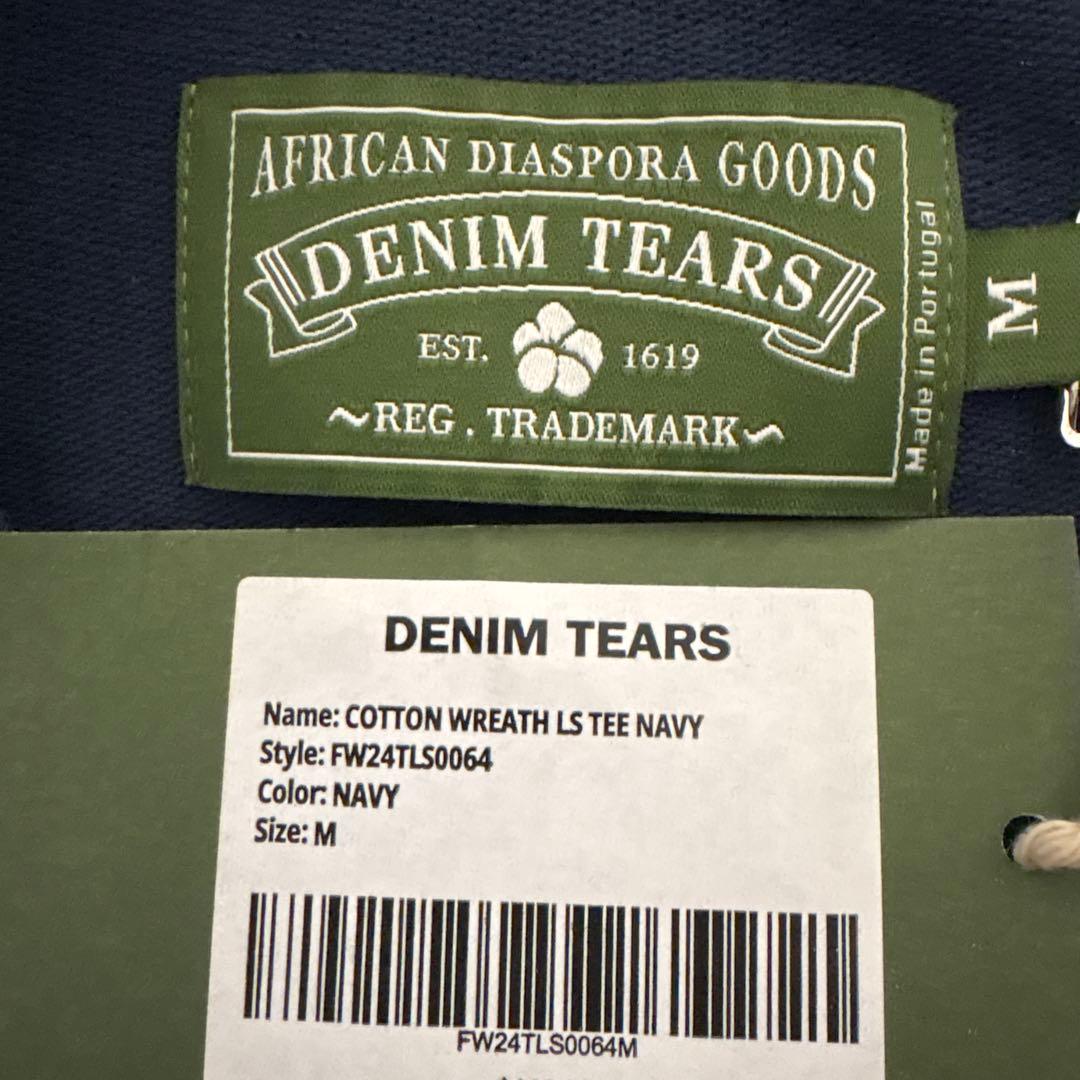 AFRICAN DIASPORA GOODS
DENIM TEARS
EST. 1619
~REG. TRADEMARK~
Made in Portugal
M
DENIM TEARS
Name: COTTON WREATH LS TEE NAVY
Style: FW24TLS0064
Color: NAVY
Size: M
FW24TLS0064M